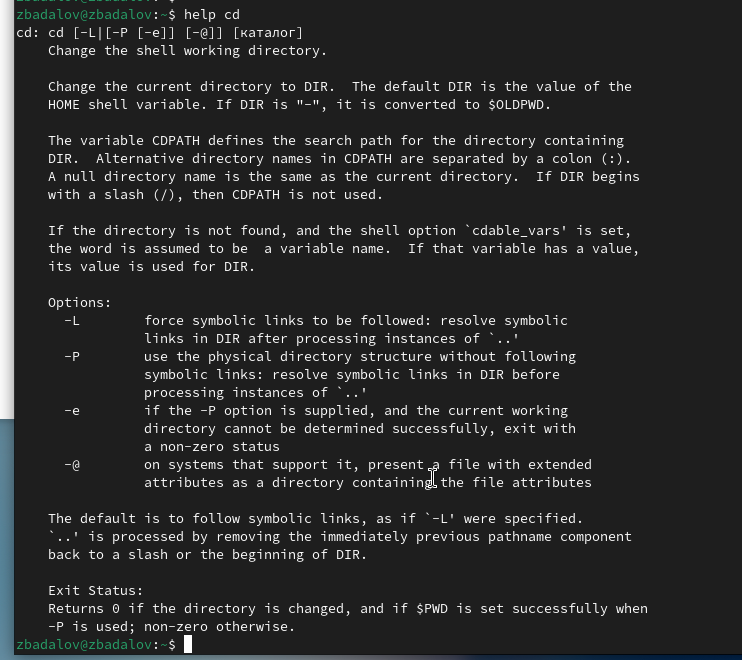 zbadalov@zbadalov:~$ help cd
cd: cd [-L|[-P [-e]] [-@]] [каталог]
    Change the shell working directory.

    Change the current directory to DIR.  The default DIR is the value of the
    HOME shell variable. If DIR is "-", it is converted to $OLDPWD.

    The variable CDPATH defines the search path for the directory containing
    DIR.  Alternative directory names in CDPATH are separated by a colon (:).
    A null directory name is the same as the current directory.  If DIR begins
    with a slash (/), then CDPATH is not used.

    If the directory is not found, and the shell option `cdable_vars' is set,
    the word is assumed to be  a variable name.  If that variable has a value,
    its value is used for DIR.

    Options:
      -L        force symbolic links to be followed: resolve symbolic
                links in DIR after processing instances of `..'
      -P        use the physical directory structure without following
                symbolic links: resolve symbolic links in DIR before
                processing instances of `..'
      -e        if the -P option is supplied, and the current working
                directory cannot be determined successfully, exit with
                a non-zero status
      -@        on systems that support it, present a file with extended
                attributes as a directory containing the file attributes

    The default is to follow symbolic links, as if `-L' were specified.
    `..' is processed by removing the immediately previous pathname component
    back to a slash or the beginning of DIR.

    Exit Status:
    Returns 0 if the directory is changed, and if $PWD is set successfully when
    -P is used; non-zero otherwise.
zbadalov@zbadalov:~$